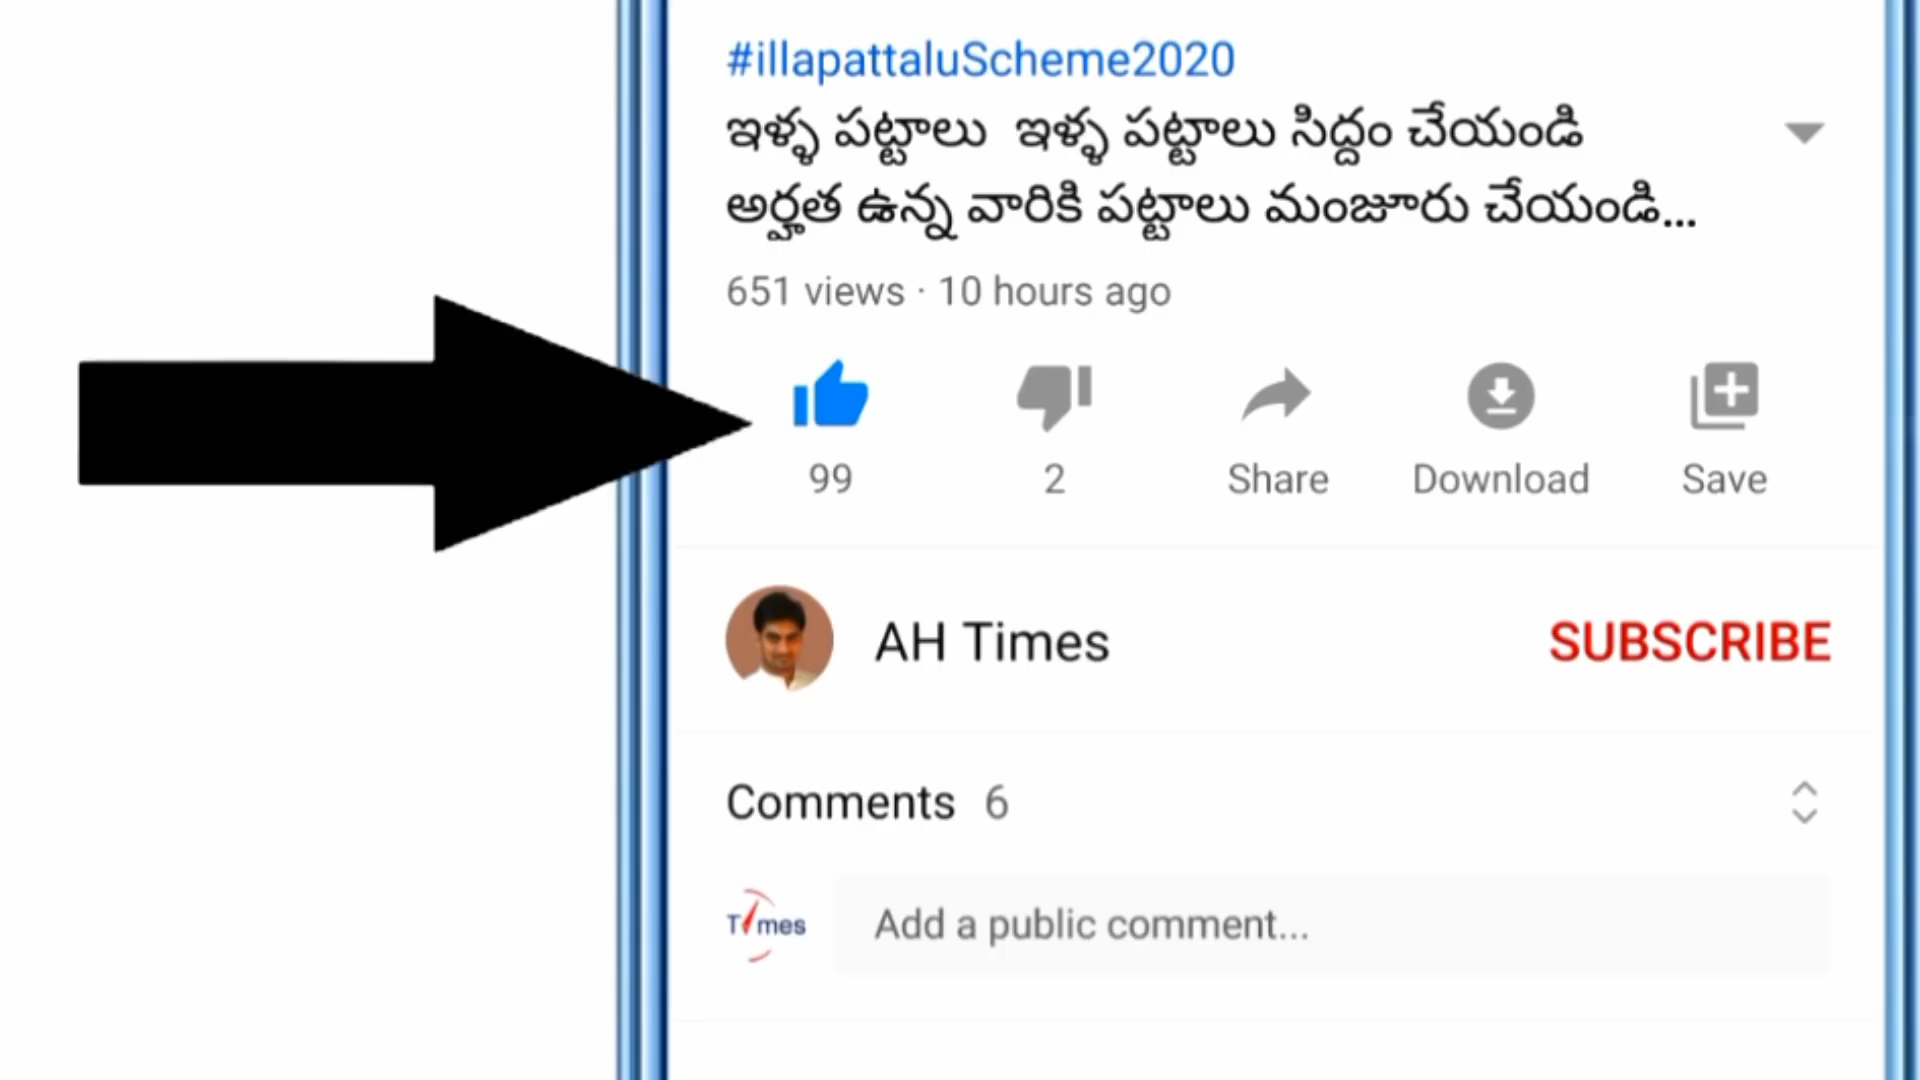 #illapattaluScheme2020
ఇళ్ళ పట్టాలు ఇళ్ళ పట్టాలు సిద్దం చేయండి
అర్హత ఉన్న వారికి పట్టాలు మంజూరు చేయండి...
651 views · 10 hours ago
99 2 Share Download Save
AH Times SUBSCRIBE
Comments 6
Times Add a public comment...